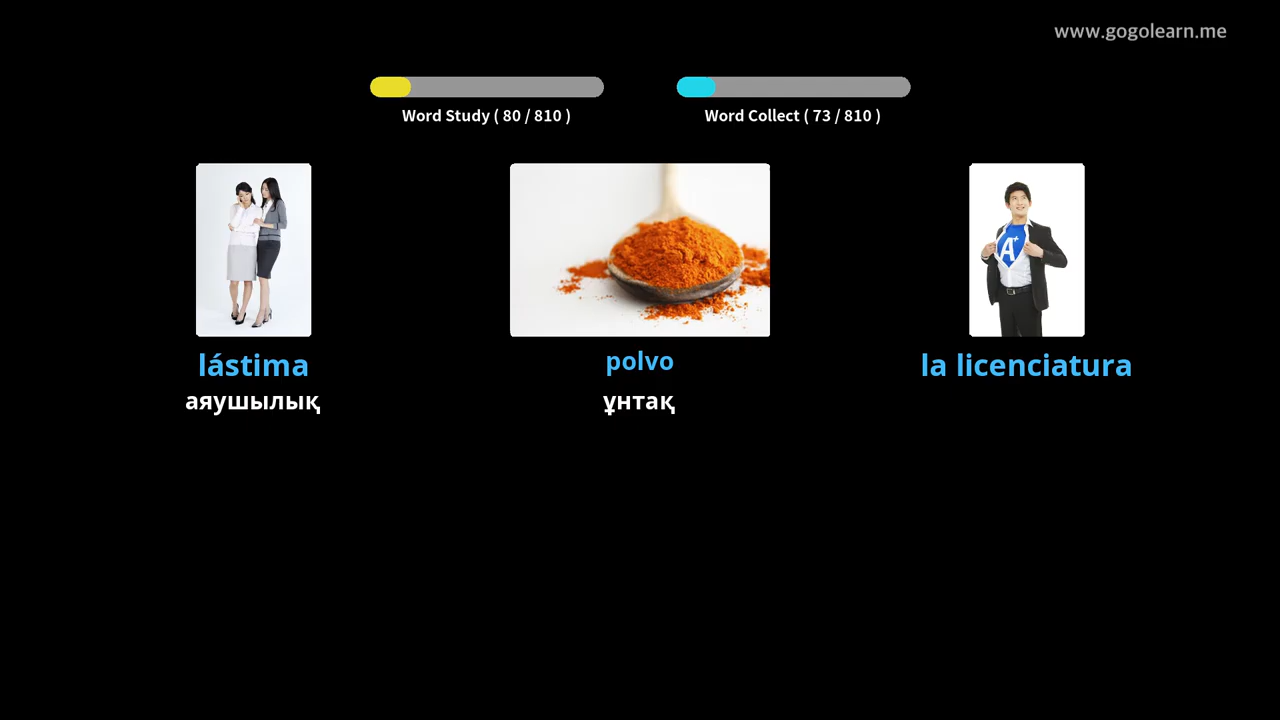 www.gogolearn.me
Word Study ( 80 / 810 )
Word Collect ( 73 / 810 )
A+
lástima
polvo
la licenciatura
аяушылық
ұнтақ